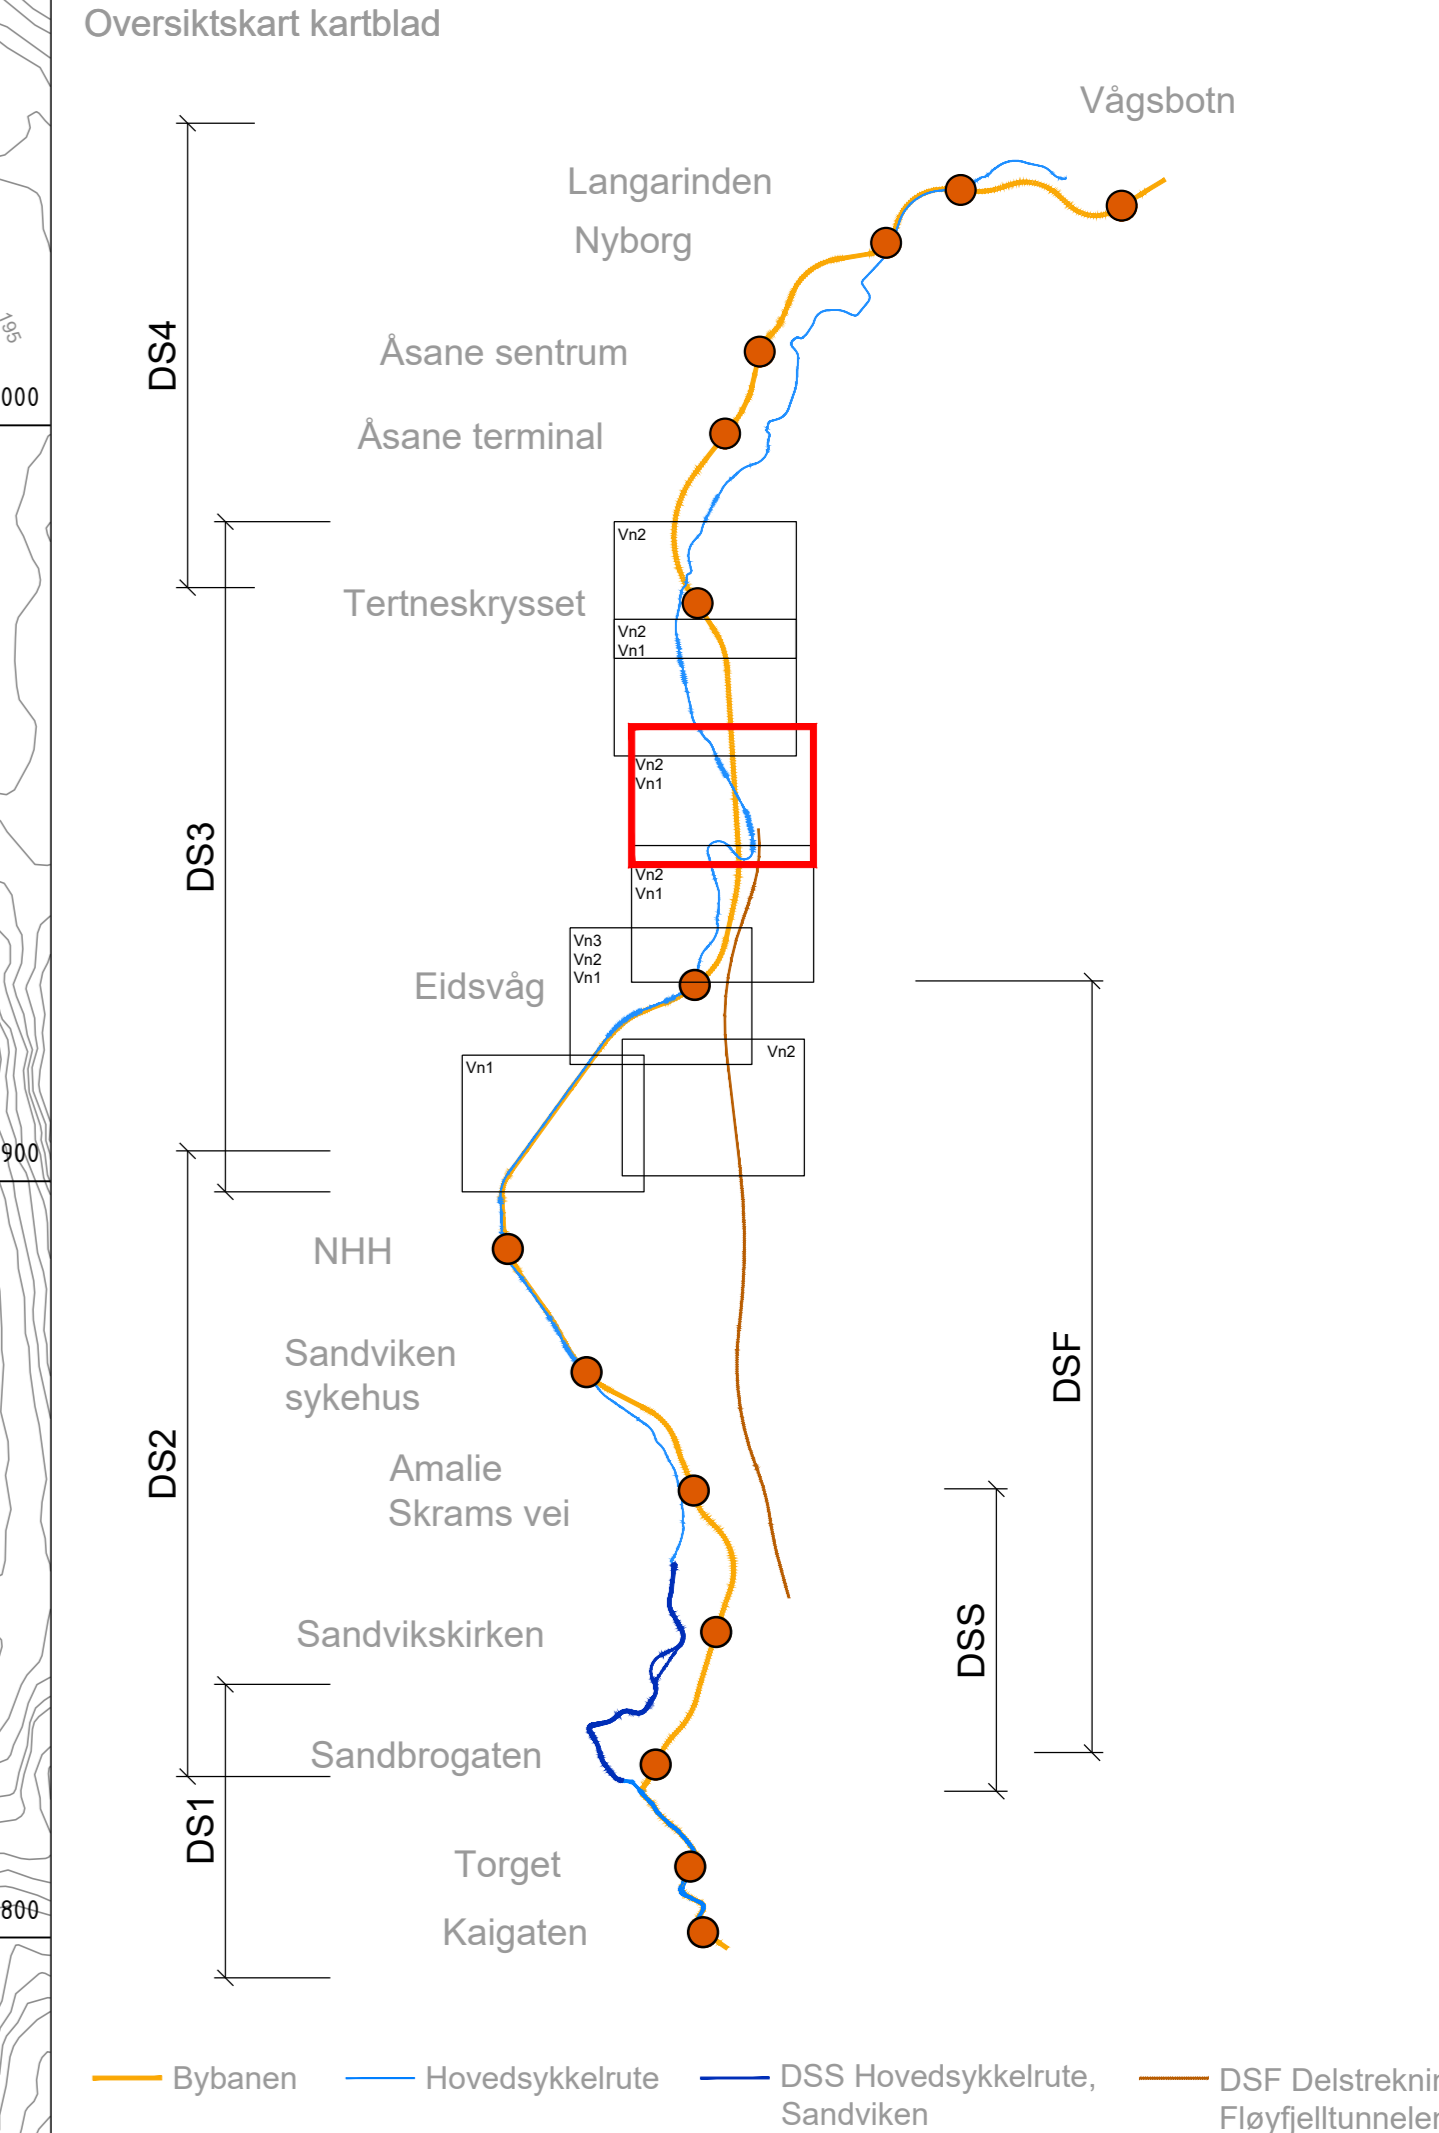 Oversiktskart kartblad
Vågsbotn
Langarinden
Nyborg
195
DS4
Åsane sentrum
000
Åsane terminal
Vn2
Tertneskrysset
Vn2
Vn1
Vn2
Vn1
DS3
Vn2
Vn1
Vn3
Vn2
Vn1
Eidsvåg
Vn2
Vn1
900
NHH
Sandviken
sykehus
DSF
DS2
Amalie
Skrams vei
Sandvikskirken
DSS
Sandbrogaten
DS1
Torget
800
Kaigaten
Bybanen
Hovedsykkelrute
DSS Hovedsykkelrute,
Sandviken
DSF Delstreknin
Fløyfjelltunneler